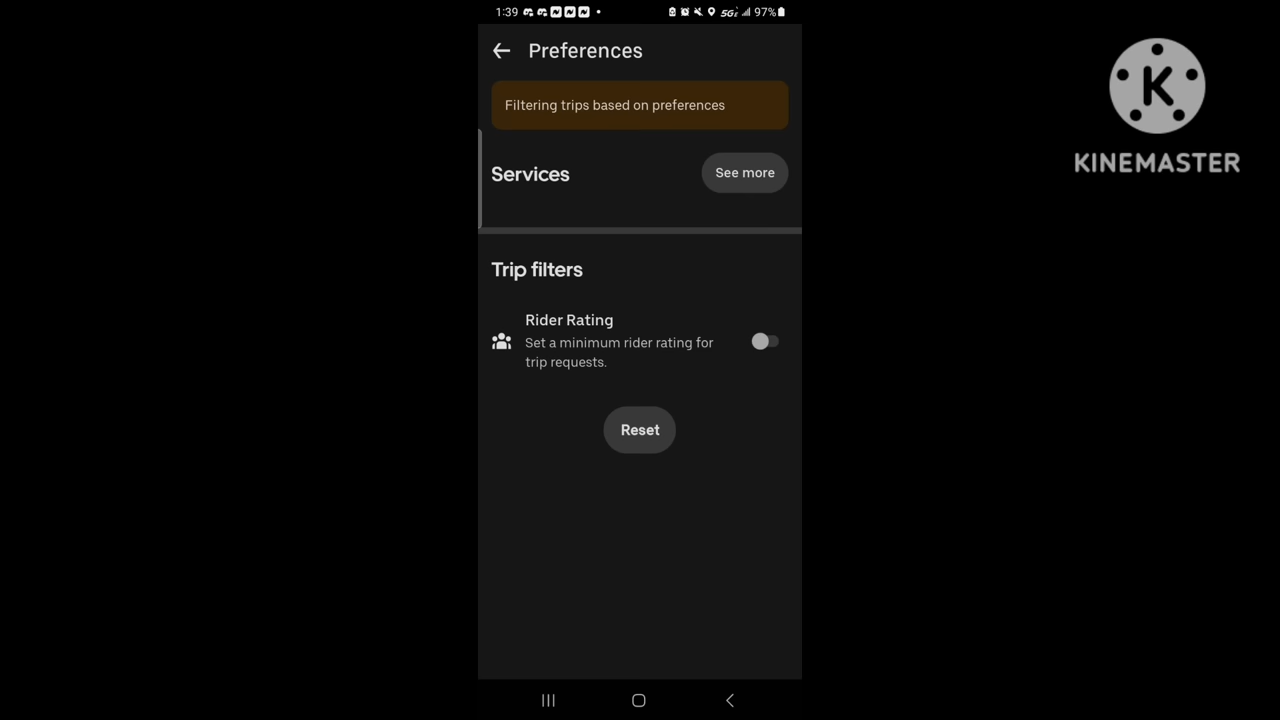 1:39
5GE
97%
Preferences
Filtering trips based on preferences
Services
See more
Trip filters
Rider Rating
Set a minimum rider rating for
trip requests.
Reset
K
KINEMASTER